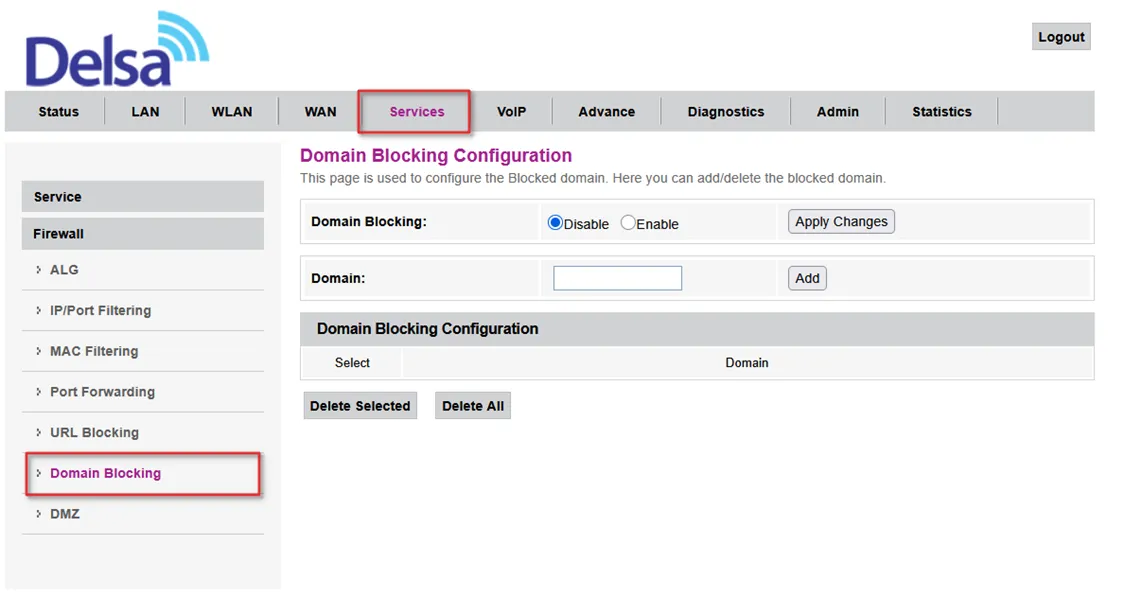 Delsa
Logout
Status LAN WLAN WAN Services VoIP Advance Diagnostics Admin Statistics
Service
Firewall
ALG
IP/Port Filtering
MAC Filtering
Port Forwarding
URL Blocking
Domain Blocking
DMZ
Domain Blocking Configuration
This page is used to configure the Blocked domain. Here you can add/delete the blocked domain.
Domain Blocking: Disable Enable Apply Changes
Domain: Add
Domain Blocking Configuration
Select Domain
Delete Selected Delete All